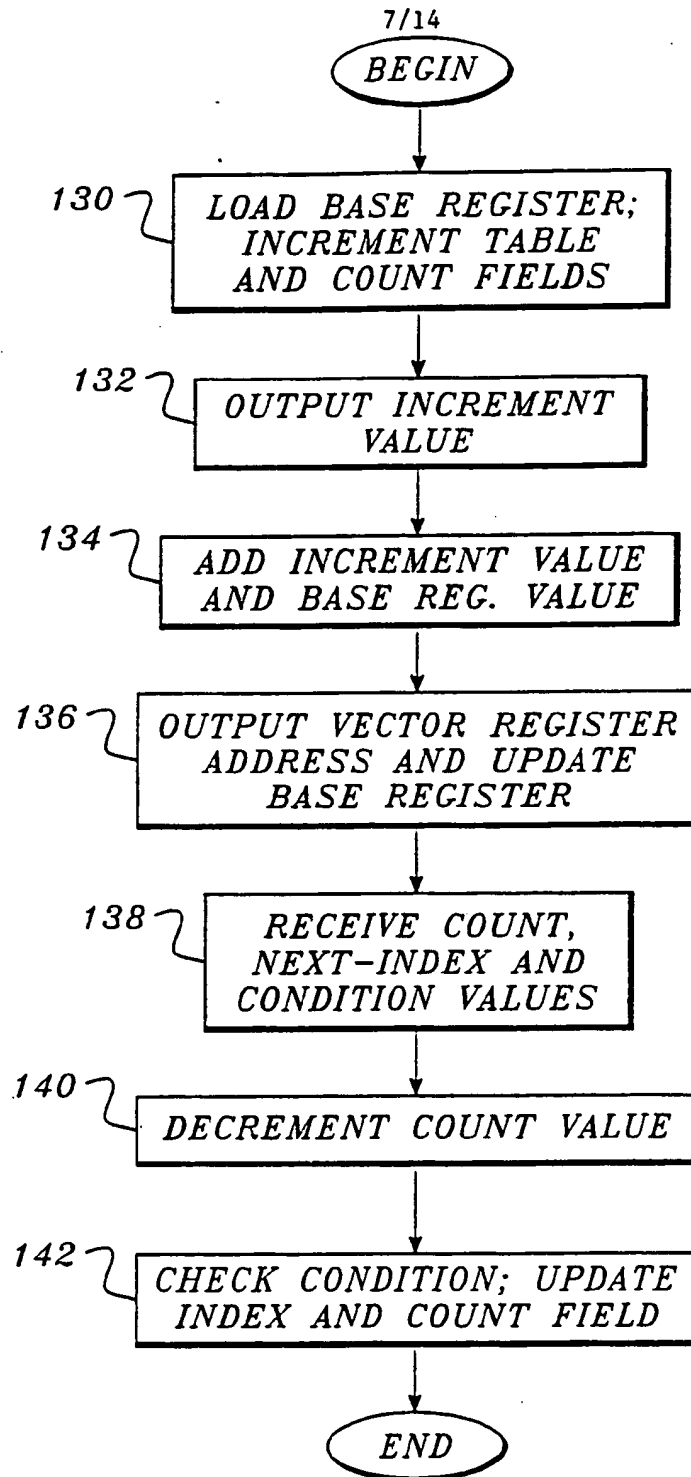 7/14
BEGIN
130
LOAD BASE REGISTER;
INCREMENT TABLE
AND COUNT FIELDS
132
OUTPUT INCREMENT
VALUE
134
ADD INCREMENT VALUE
AND BASE REG. VALUE
136
OUTPUT VECTOR REGISTER
ADDRESS AND UPDATE
BASE REGISTER
138
RECEIVE COUNT,
NEXT-INDEX AND
CONDITION VALUES
140
DECREMENT COUNT VALUE
142
CHECK CONDITION; UPDATE
INDEX AND COUNT FIELD
END